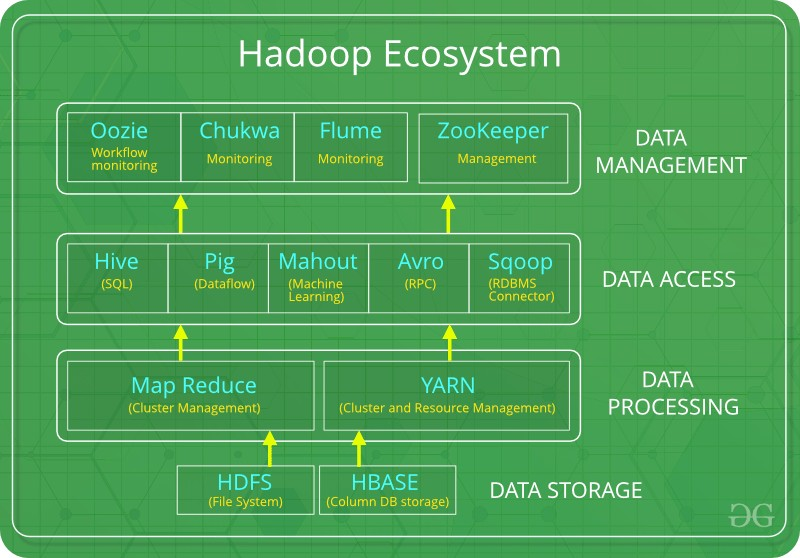 Hadoop Ecosystem
Oozie
Workflow
monitoring
Chukwa
Monitoring
Flume
Monitoring
ZooKeeper
Management
DATA
MANAGEMENT
Hive
(SQL)
Pig
(Dataflow)
Mahout
(Machine
Learning)
Avro
(RPC)
Sqoop
(RDBMS
Connector)
DATA ACCESS
Map Reduce
(Cluster Management)
YARN
(Cluster and Resource Management)
DATA
PROCESSING
HDFS
(File System)
HBASE
(Column DB storage)
DATA STORAGE